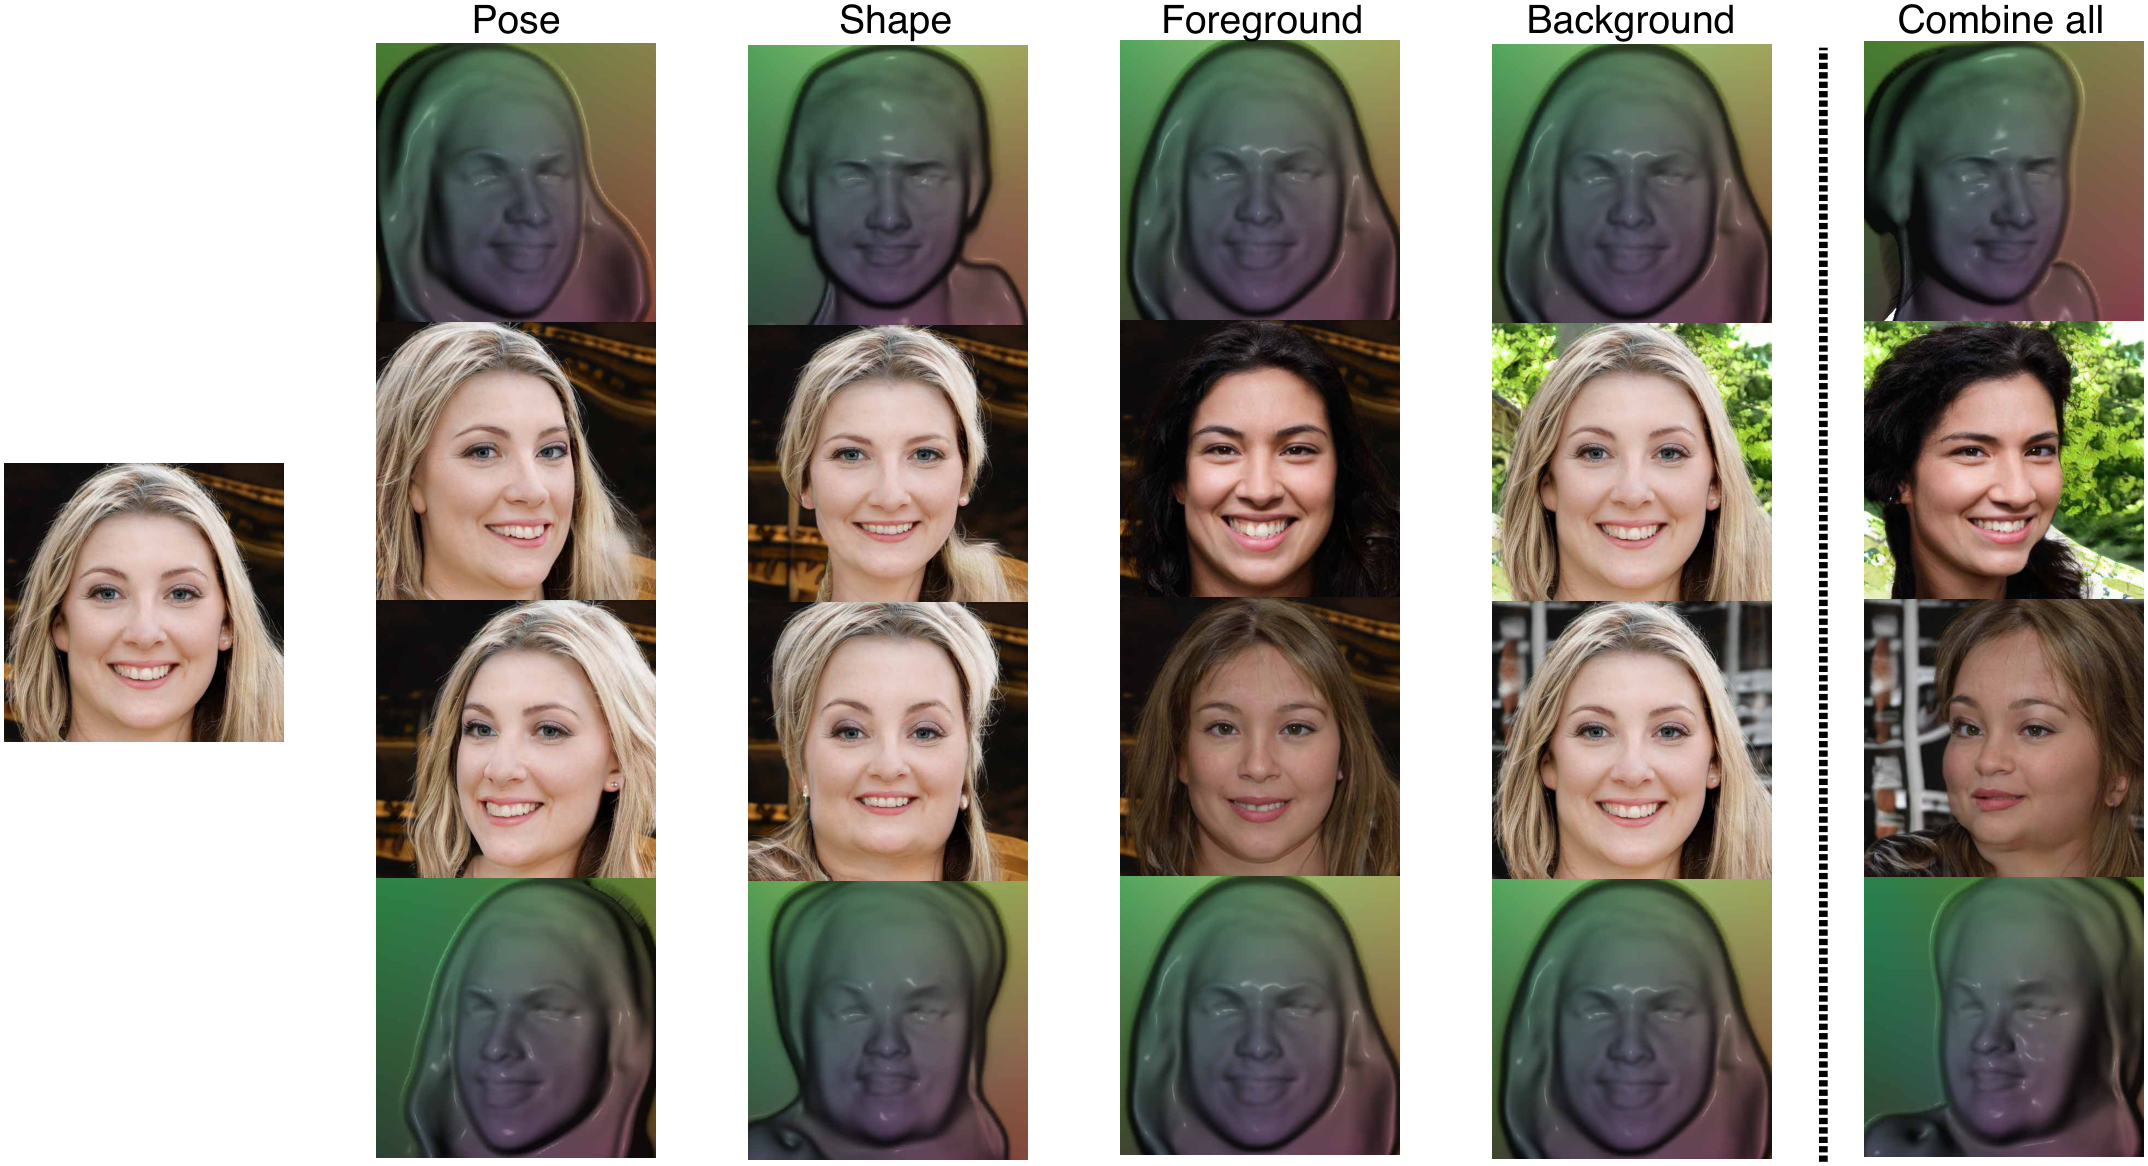 Pose
Shape
Foreground
Background
Combine all